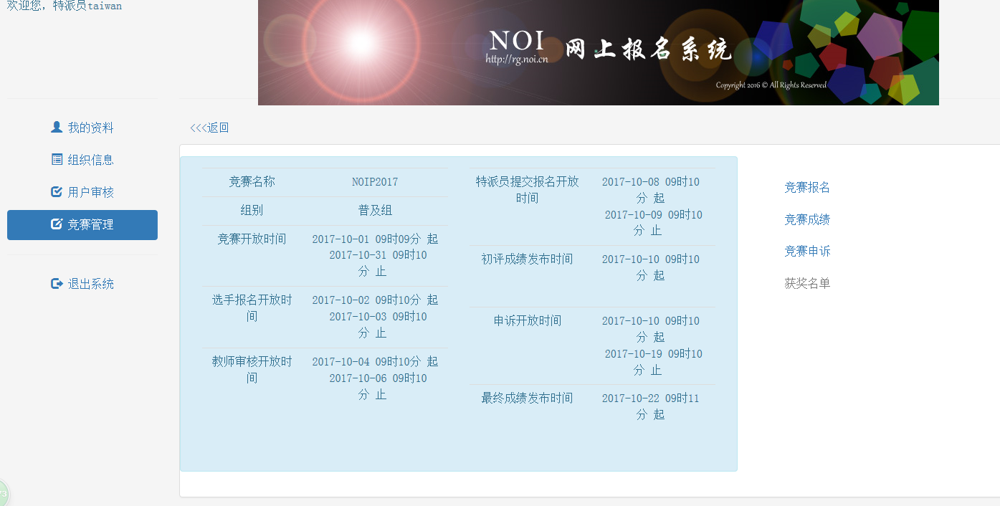 欢迎您，特派员taiwan
NOI
http://rg.noi.cn
网上报名系统
Copyright 2016 © All Rights Reserved
我的资料
组织信息
用户审核
竞赛管理
退出系统
<<<返回
竞赛名称
NOIP2017
组别
普及组
竞赛开放时间
2017-10-01 09时09分 起
2017-10-31 09时10
分 止
选手报名开放时
间
2017-10-02 09时10分 起
2017-10-03 09时10
分 止
教师审核开放时
间
2017-10-04 09时10分 起
2017-10-06 09时10
分 止
特派员提交报名开放
时间
2017-10-08 09时10
分 起
2017-10-09 09时10
分 止
初评成绩发布时间
2017-10-10 09时10
分 起
申诉开放时间
2017-10-10 09时10
分 起
2017-10-19 09时10
分 止
最终成绩发布时间
2017-10-22 09时11
分 起
竞赛报名
竞赛成绩
竞赛申诉
获奖名单